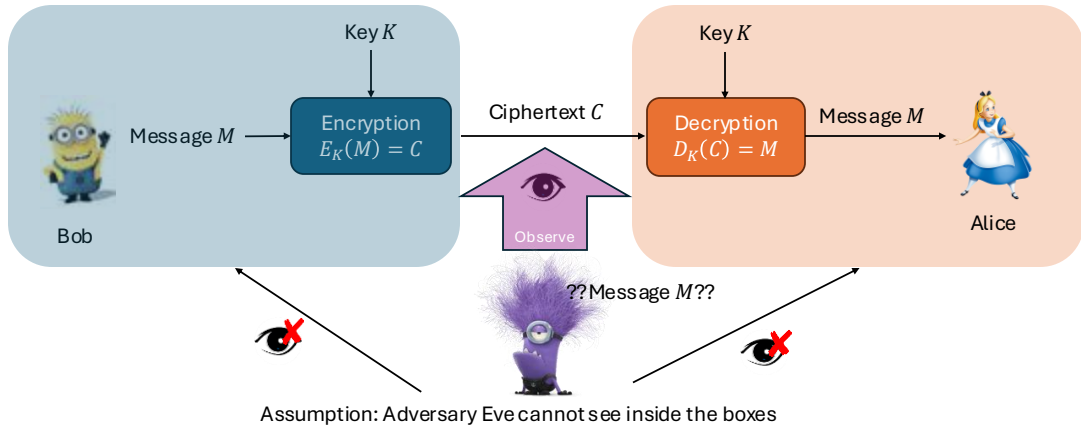 Key K
Key K
Message M
Encryption
E_K(M) = C
Ciphertext C
Decryption
D_K(C) = M
Message M
Bob
Observe
Alice
??Message M??
Assumption: Adversary Eve cannot see inside the boxes